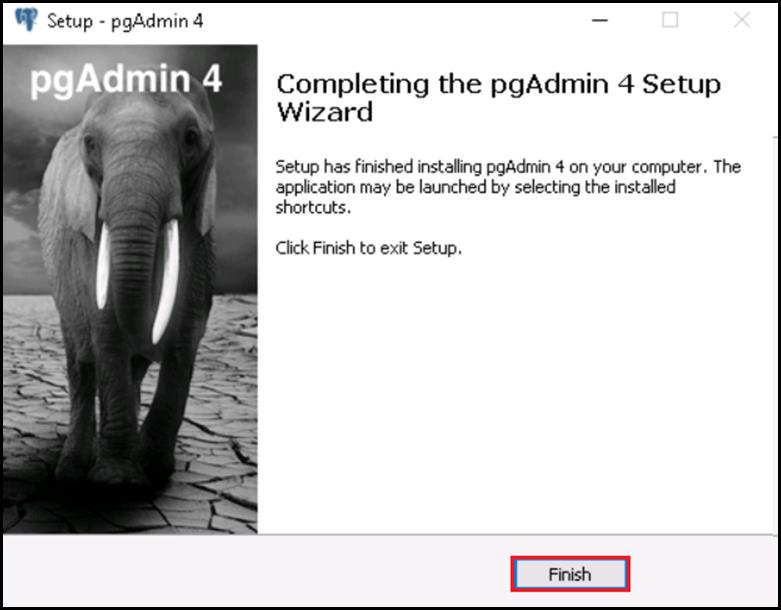 Setup - pgAdmin 4
pgAdmin 4
Completing the pgAdmin 4 Setup
Wizard
Setup has finished installing pgAdmin 4 on your computer. The
application may be launched by selecting the installed
shortcuts.
Click Finish to exit Setup.
Finish